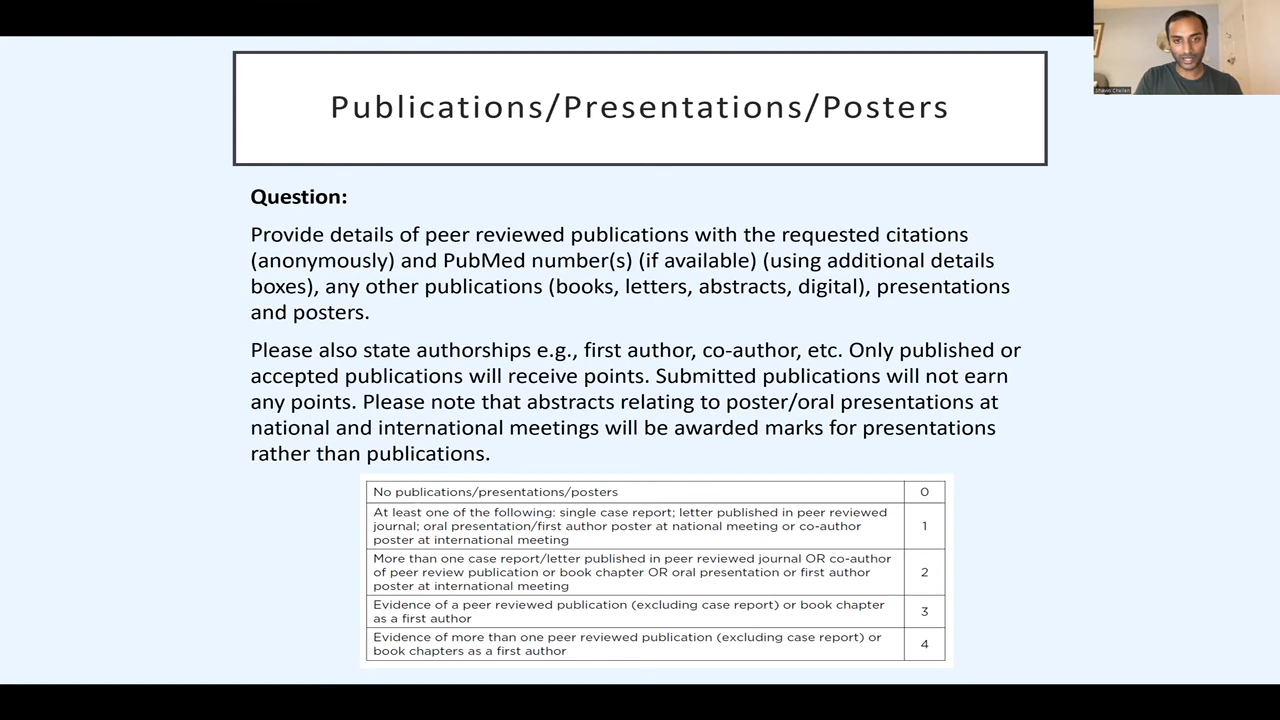 Publications/Presentations/Posters
Question:
Provide details of peer reviewed publications with the requested citations
(anonymously) and PubMed number(s) (if available) (using additional details
boxes), any other publications (books, letters, abstracts, digital), presentations
and posters.
Please also state authorships e.g., first author, co-author, etc. Only published or
accepted publications will receive points. Submitted publications will not earn
any points. Please note that abstracts relating to poster/oral presentations at
national and international meetings will be awarded marks for presentations
rather than publications.
No publications/presentations/posters 0
At least one of the following: single case report; letter published in peer reviewed
journal; oral presentation/first author poster at national meeting or co-author 1
poster at international meeting
More than one case report/letter published in peer reviewed journal OR co-author
of peer review publication or book chapter OR oral presentation or first author 2
poster at international meeting
Evidence of a peer reviewed publication (excluding case report) or book chapter 3
as a first author
Evidence of more than one peer reviewed publication (excluding case report) or 4
book chapters as a first author